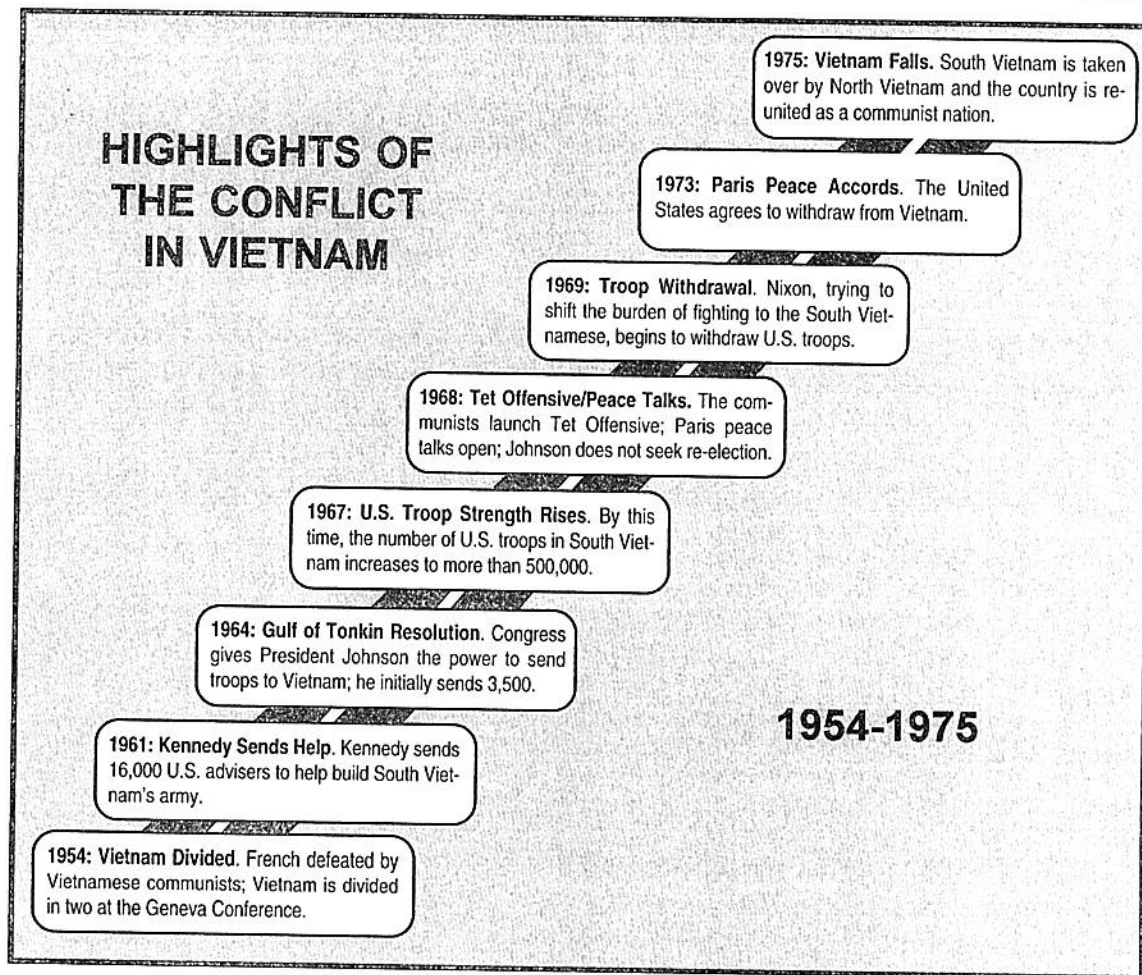 HIGHLIGHTS OF
THE CONFLICT
IN VIETNAM
1975: Vietnam Falls. South Vietnam is taken
over by North Vietnam and the country is re-
united as a communist nation.
1973: Paris Peace Accords. The United
States agrees to withdraw from Vietnam.
1969: Troop Withdrawal. Nixon, trying to
shift the burden of fighting to the South Viet-
namese, begins to withdraw U.S. troops.
1968: Tet Offensive/Peace Talks. The com-
munists launch Tet Offensive; Paris peace
talks open; Johnson does not seek re-election.
1967: U.S. Troop Strength Rises. By this
time, the number of U.S. troops in South Viet-
nam increases to more than 500,000.
1964: Gulf of Tonkin Resolution. Congress
gives President Johnson the power to send
troops to Vietnam; he initially sends 3,500.
1961: Kennedy Sends Help. Kennedy sends
16,000 U.S. advisers to help build South Viet-
nam's army.
1954: Vietnam Divided. French defeated by
Vietnamese communists; Vietnam is divided
in two at the Geneva Conference.
1954-1975